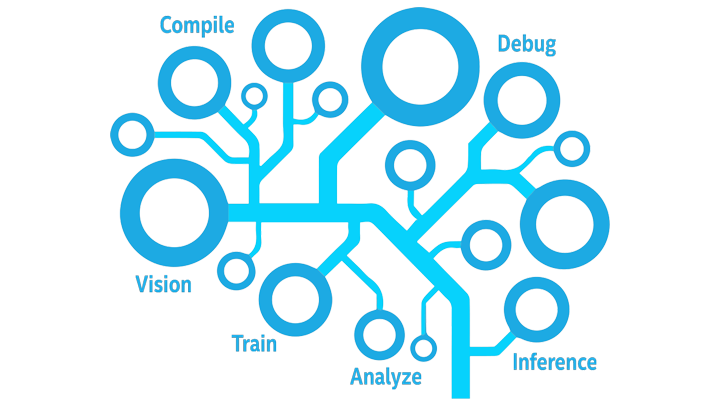 Compile
Debug
Vision
Train
Analyze
Inference